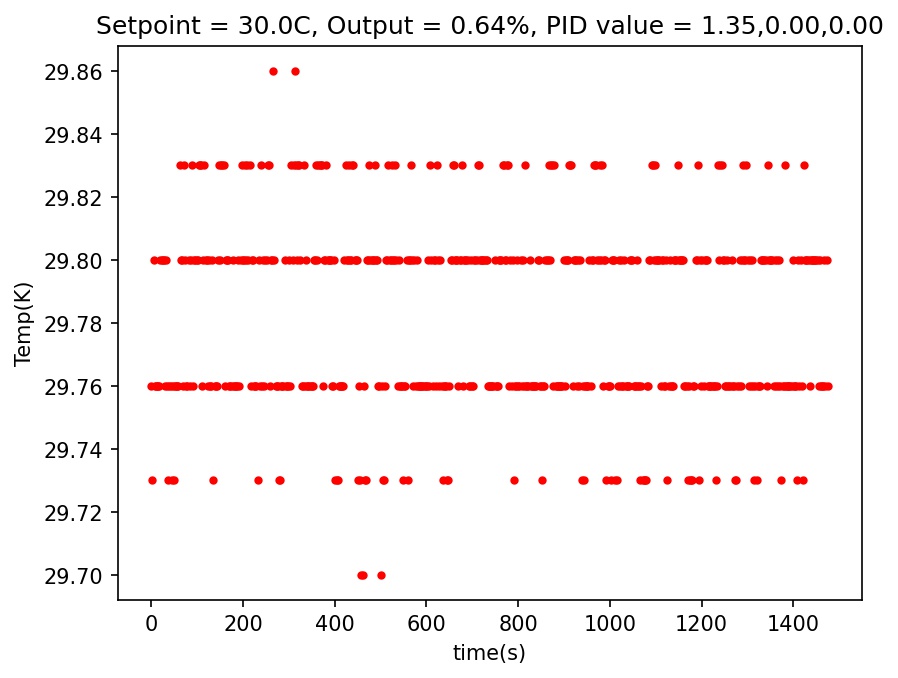 Setpoint = 30.0C, Output = 0.64%, PID value = 1.35,0.00,0.00
29.86
29.84
29.82
29.80
29.78
29.76
29.74
29.72
29.70
Temp(K)
0 200 400 600 800 1000 1200 1400
time(s)